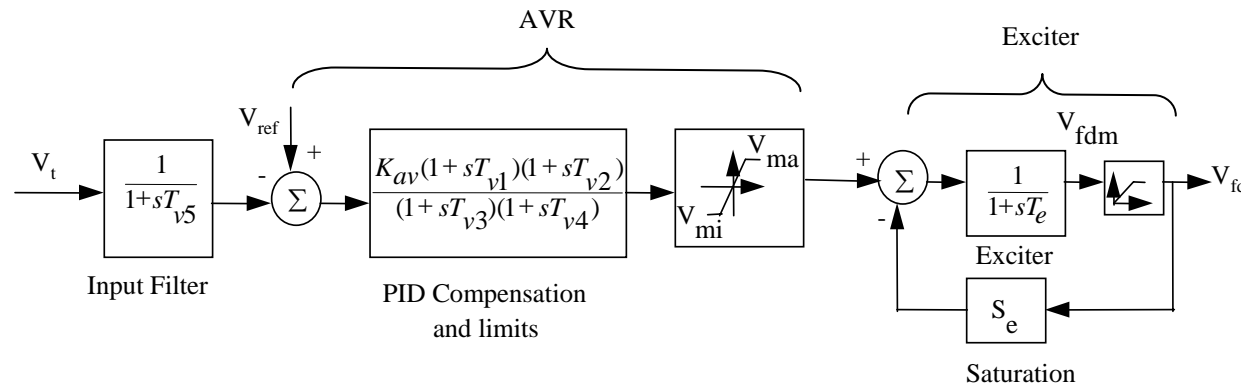 AVR
Exciter
V_ref
+
V_t
1
1+sT_v5
-
Σ
K_av(1+sT_v1)(1+sT_v2)
(1+sT_v3)(1+sT_v4)
V_ma
V_mi
+
-
Σ
1
1+sT_e
V_fdm
V_fd
Exciter
Input Filter
PID Compensation
and limits
S_e
Saturation